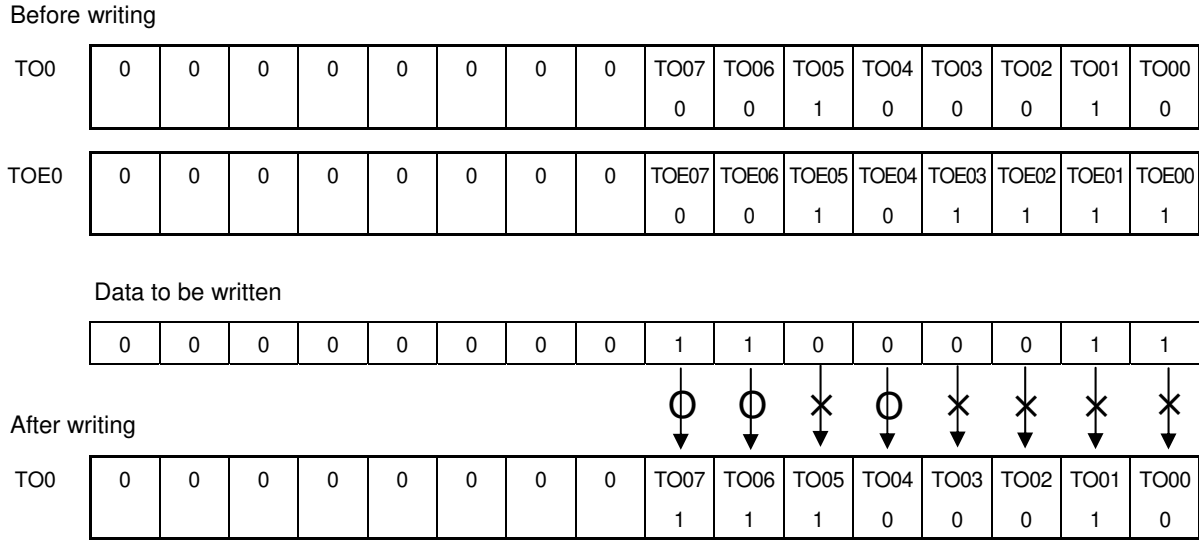 Before writing
TO0 0 0 0 0 0 0 0 0 TO07 TO06 TO05 TO04 TO03 TO02 TO01 TO00
0 0 1 0 0 0 1 0
TOE0 0 0 0 0 0 0 0 0 TOE07 TOE06 TOE05 TOE04 TOE03 TOE02 TOE01 TOE00
0 0 1 0 1 1 1 1
Data to be written
0 0 0 0 0 0 0 0 1 1 0 0 0 0 1 1
O O × O × × × ×
After writing
TO0 0 0 0 0 0 0 0 0 TO07 TO06 TO05 TO04 TO03 TO02 TO01 TO00
1 1 1 0 0 0 1 0